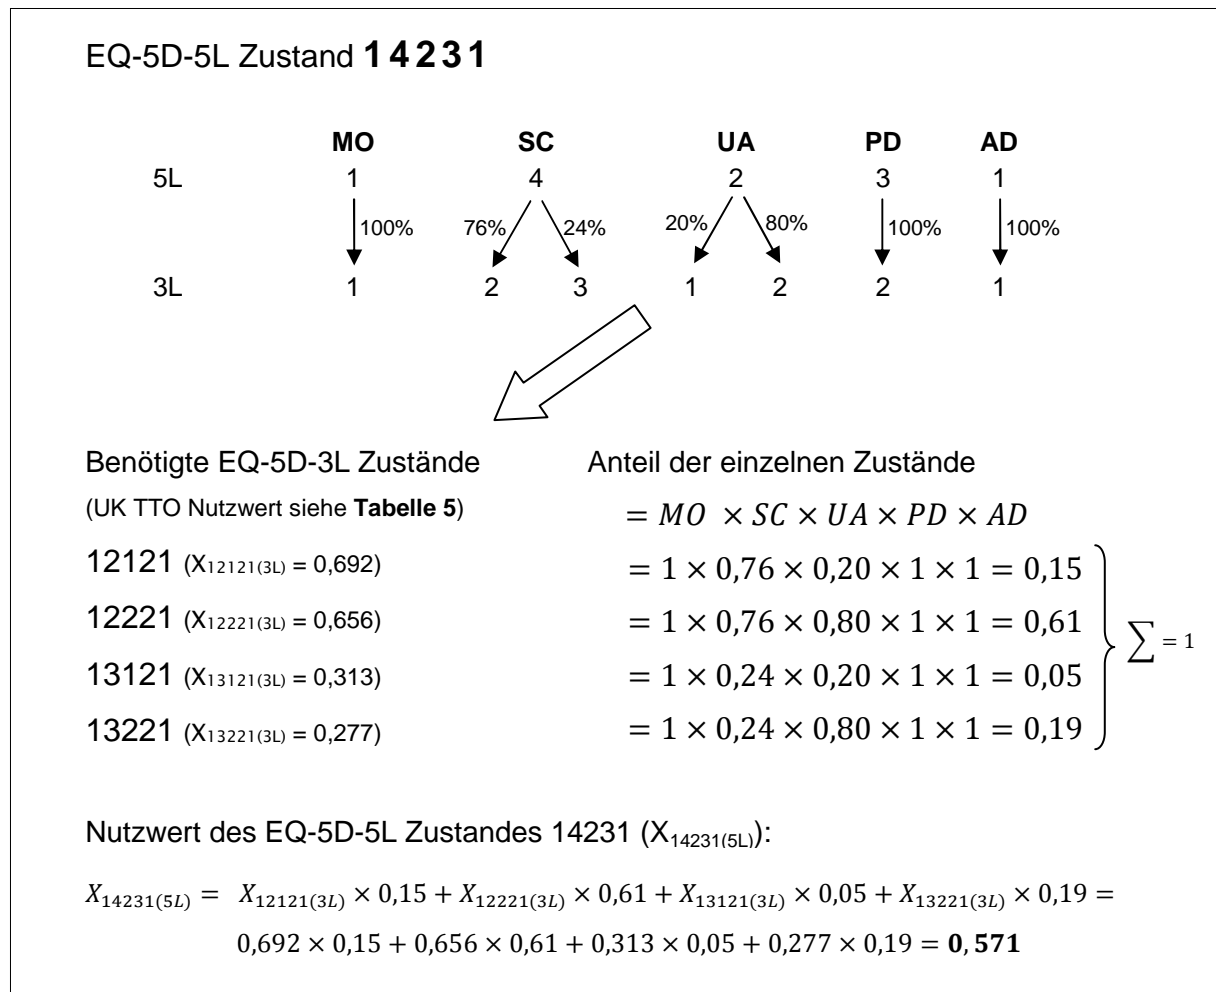 EQ-5D-5L Zustand 14231
MO SC UA PD AD
5L 1 4 2 3 1
100% 76% 24% 20% 80% 100% 100%
3L 1 2 3 1 2 2 1
Benötigte EQ-5D-3L Zustände
(UK TTO Nutzwert siehe Tabelle 5)
12121 (X12121(3L) = 0,692)
12221 (X12221(3L) = 0,656)
13121 (X13121(3L) = 0,313)
13221 (X13221(3L) = 0,277)
Anteil der einzelnen Zustände
= MO × SC × UA × PD × AD
= 1 × 0,76 × 0,20 × 1 × 1 = 0,15
= 1 × 0,76 × 0,80 × 1 × 1 = 0,61
= 1 × 0,24 × 0,20 × 1 × 1 = 0,05
= 1 × 0,24 × 0,80 × 1 × 1 = 0,19
∑ = 1
Nutzwert des EQ-5D-5L Zustandes 14231 (X14231(5L)):
X14231(5L) = X12121(3L) × 0,15 + X12221(3L) × 0,61 + X13121(3L) × 0,05 + X13221(3L) × 0,19 =
0,692 × 0,15 + 0,656 × 0,61 + 0,313 × 0,05 + 0,277 × 0,19 = 0,571